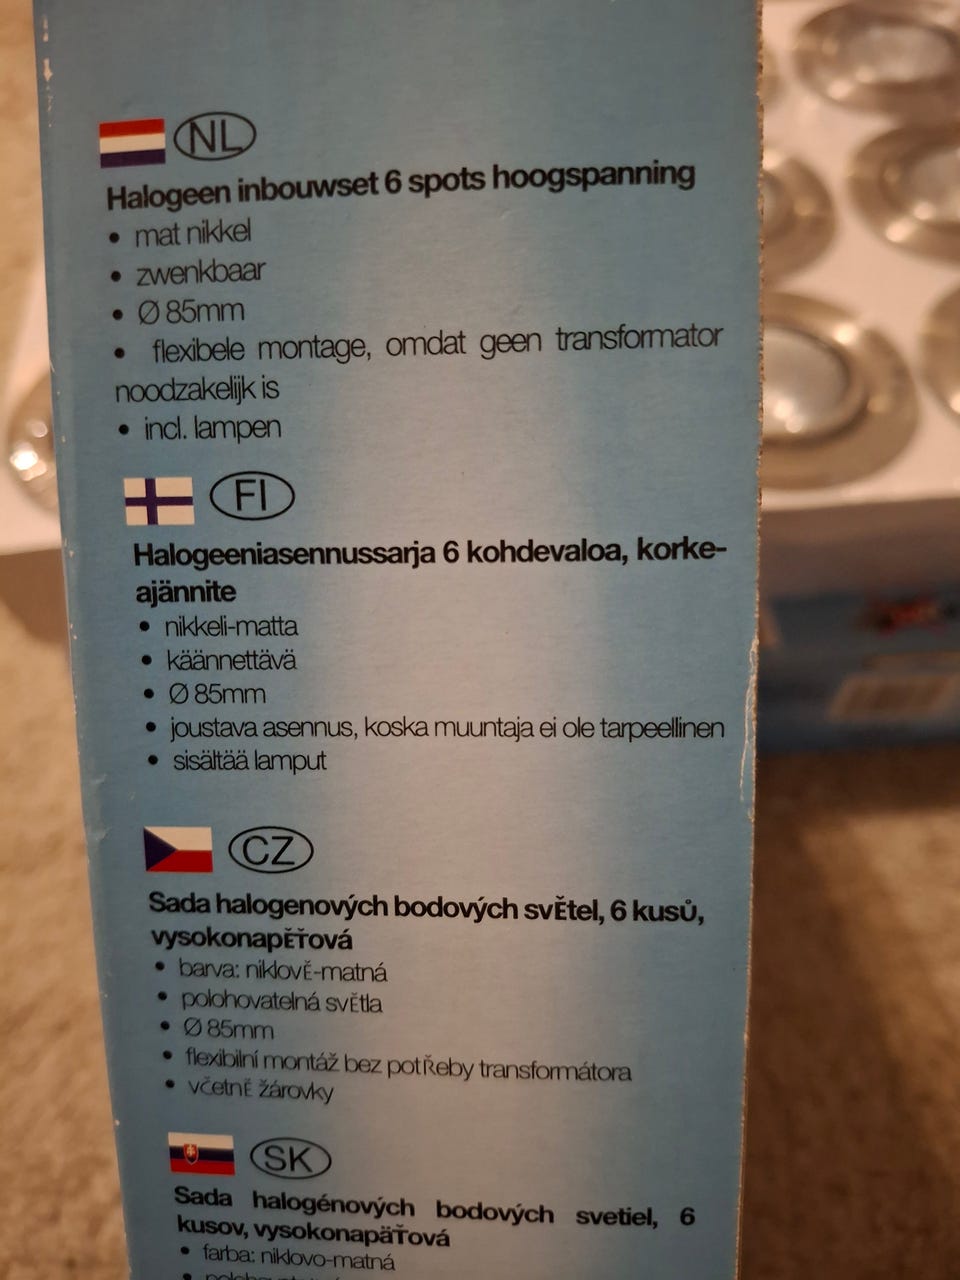 NL
Halogeen inbouwset 6 spots hoogspanning
• mat nikkel
• zwenkbaar
• Ø 85mm
• flexibele montage, omdat geen transformator
noodzakelijk is
• incl. lampen
FI
Halogeeniasennussarja 6 kohdevaloa, korke-
ajännite
• nikkeli-matta
• käännettävä
• Ø 85mm
• joustava asennus, koska muuntaja ei ole tarpeellinen
• sisältää lamput
CZ
Sada halogenových bodových svĚtel, 6 kusů,
vysokonapĚŤová
• barva: niklovĚ-matná
• polohovatelná svĚtla
• Ø 85mm
• flexibilní montáž bez potŘeby transformátora
• včetnĚ žárovky
SK
Sada halogénových bodových svetiel, 6
kusov, vysokonapäŤová
• farba: niklovo-matná